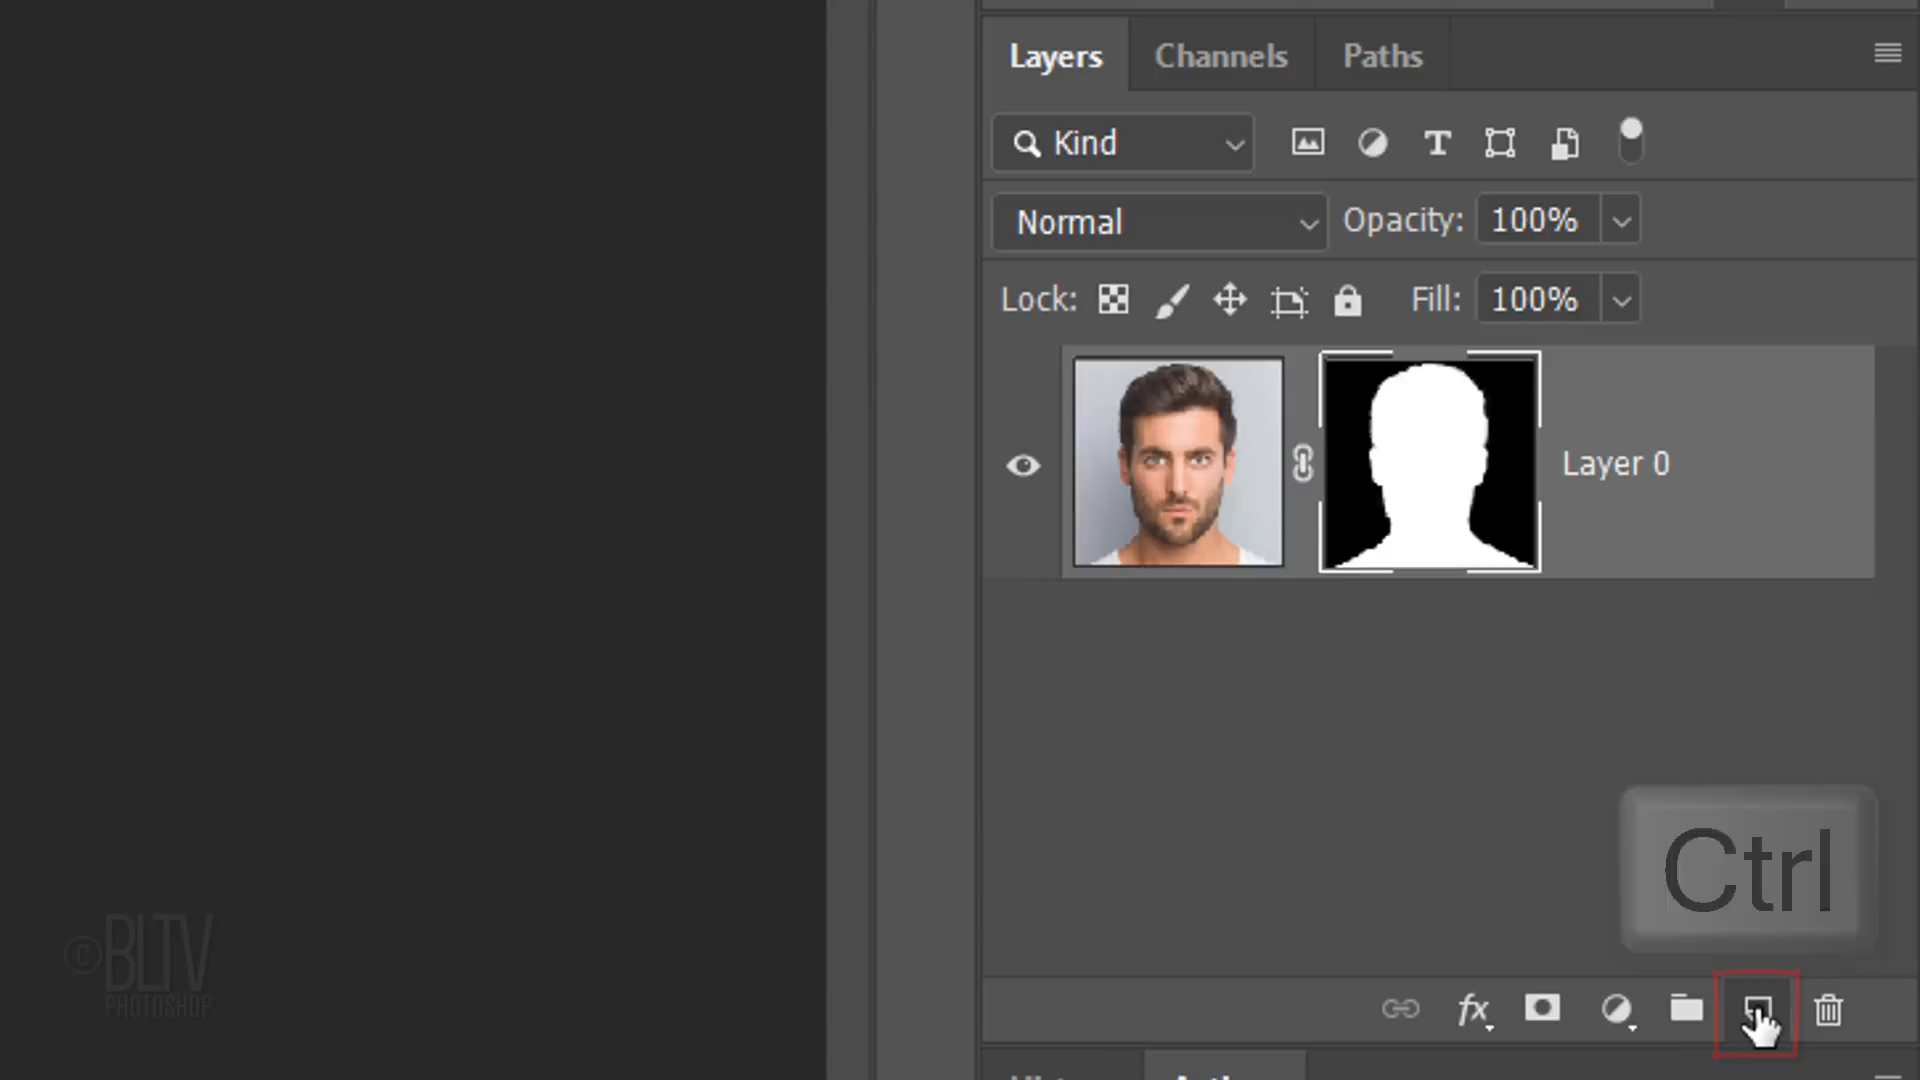 Layers Channels Paths
Kind T
Normal Opacity: 100%
Lock: Fill: 100%
Layer 0
Ctrl
©BLTV
PHOTOSHOP
fx